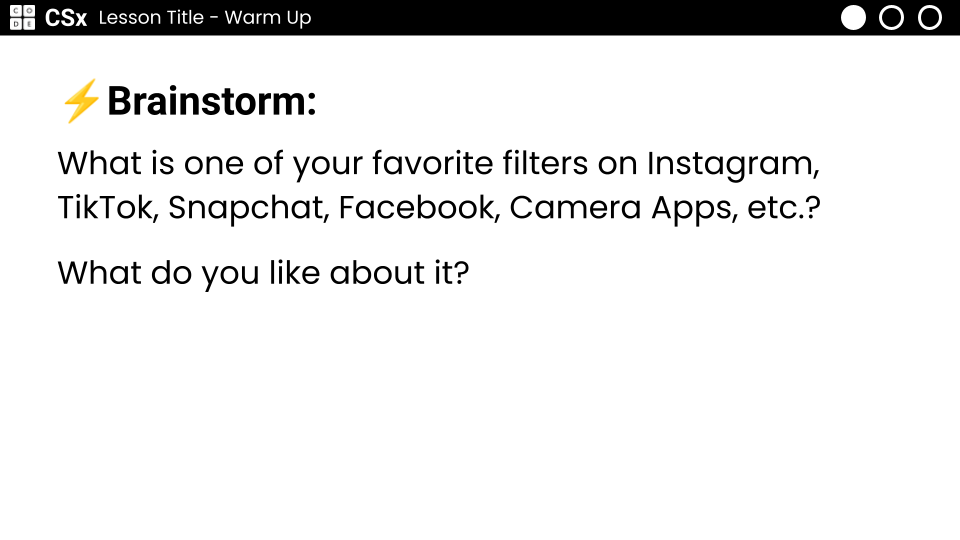 CODE
CSx Lesson Title - Warm Up
⚡Brainstorm:
What is one of your favorite filters on Instagram,
TikTok, Snapchat, Facebook, Camera Apps, etc.?
What do you like about it?